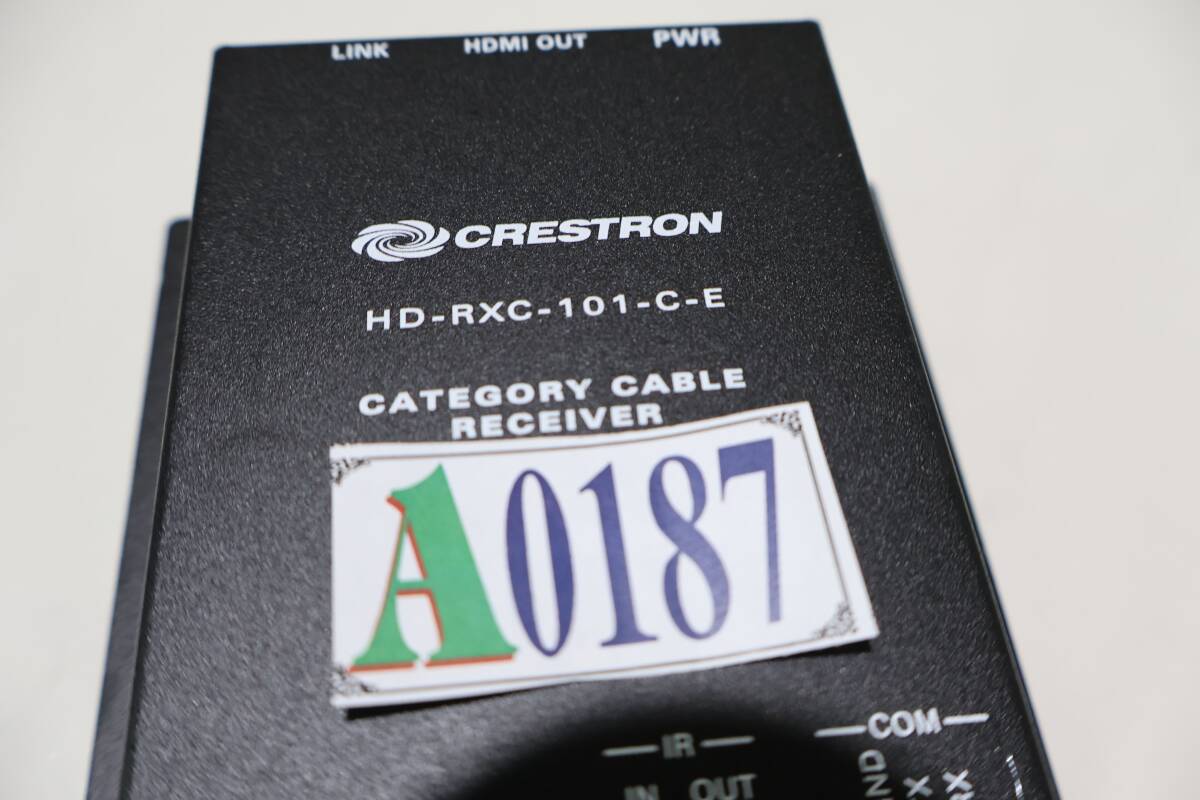 LINK HDMI OUT PWR
CRESTRON
HD-RXC-101-C-E
CATEGORY CABLE
RECEIVER
A0187
IR COM
IN OUT